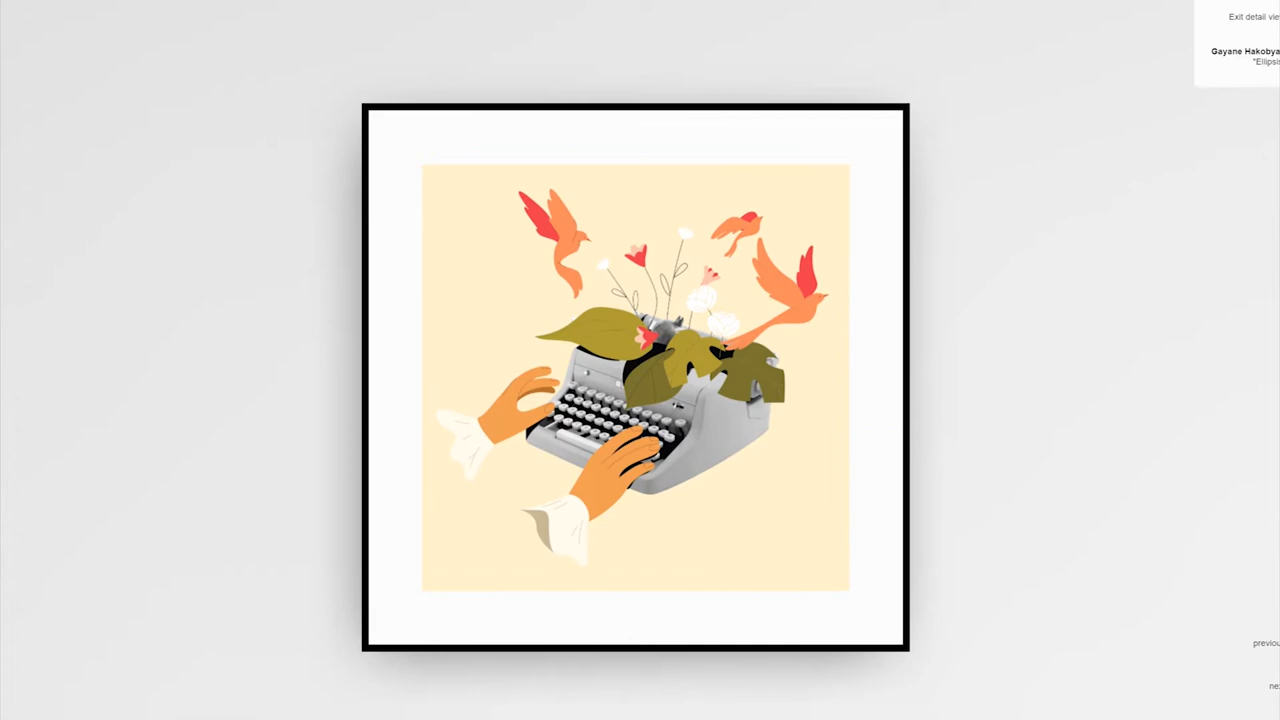 Exit detail vie
Gayane Hakobya
"Ellipsis
previou
ne